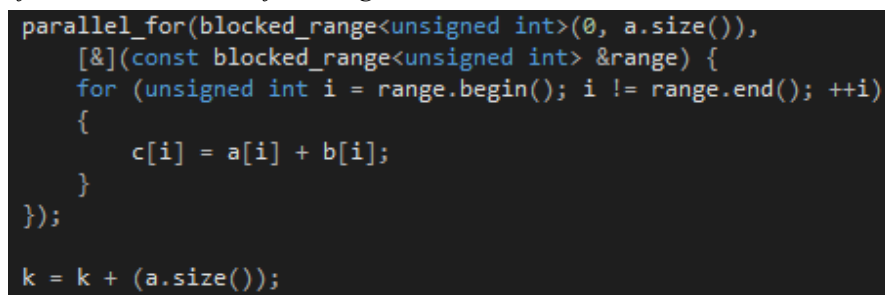 parallel_for(blocked_range<unsigned int>(0, a.size()),
    [&](const blocked_range<unsigned int> &range) {
    for (unsigned int i = range.begin(); i != range.end(); ++i)
    {
        c[i] = a[i] + b[i];
    }
});

k = k + (a.size());